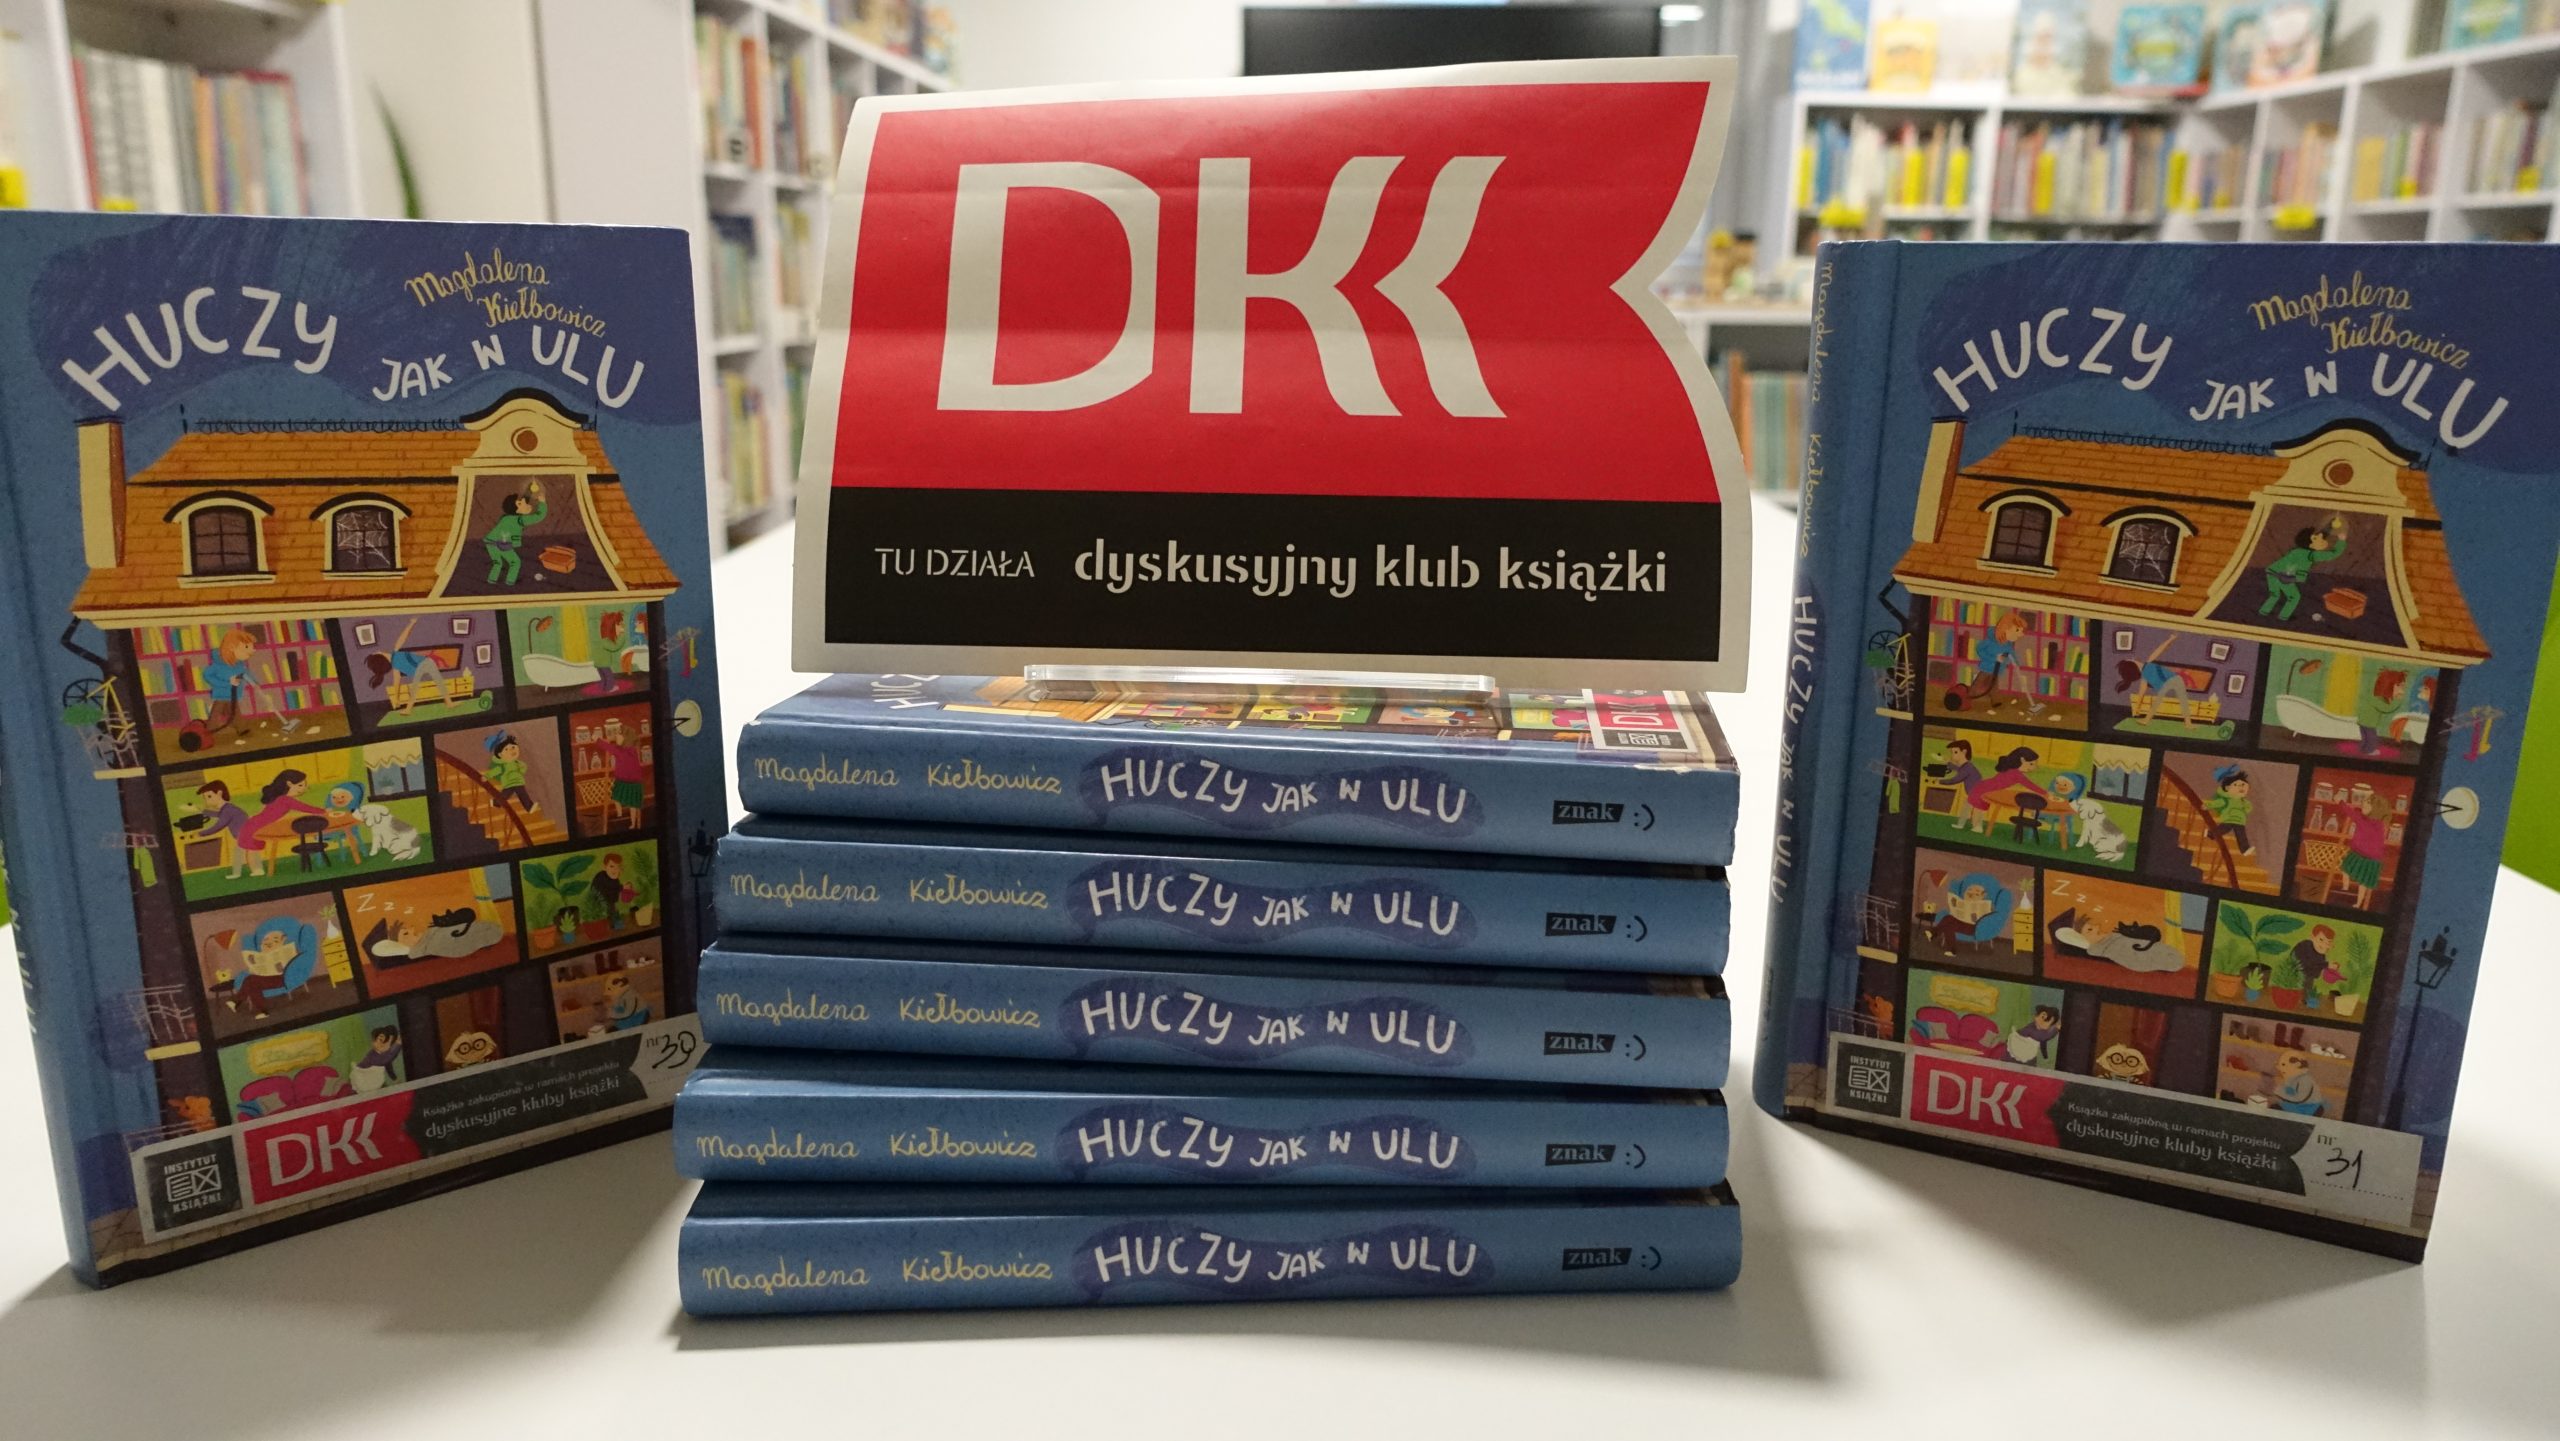 Magdalena
Kiełbowicz
HUCZY JAK W ULU
Z Z Z
nr 39
INSTYTUT
KSIĄŻKI
DKK
Książka zakupiona w ramach projektu
dyskusyjne kluby książki
DKK
TU DZIAŁA dyskusyjny klub książki
HUCZY
DKK
Magdalena Kiełbowicz HUCZY JAK W ULU znak :)
Magdalena Kiełbowicz HUCZY JAK W ULU znak :)
Magdalena Kiełbowicz HUCZY JAK W ULU znak :)
Magdalena Kiełbowicz HUCZY JAK W ULU znak :)
Magdalena Kiełbowicz HUCZY JAK W ULU znak :)
Magdalena Kiełbowicz HUCZY JAK W ULU
Magdalena
Kiełbowicz
HUCZY JAK W ULU
Z Z Z
INSTYTUT
KSIĄŻKI
DKK
Książka zakupiona w ramach projektu
dyskusyjne kluby książki
nr 31